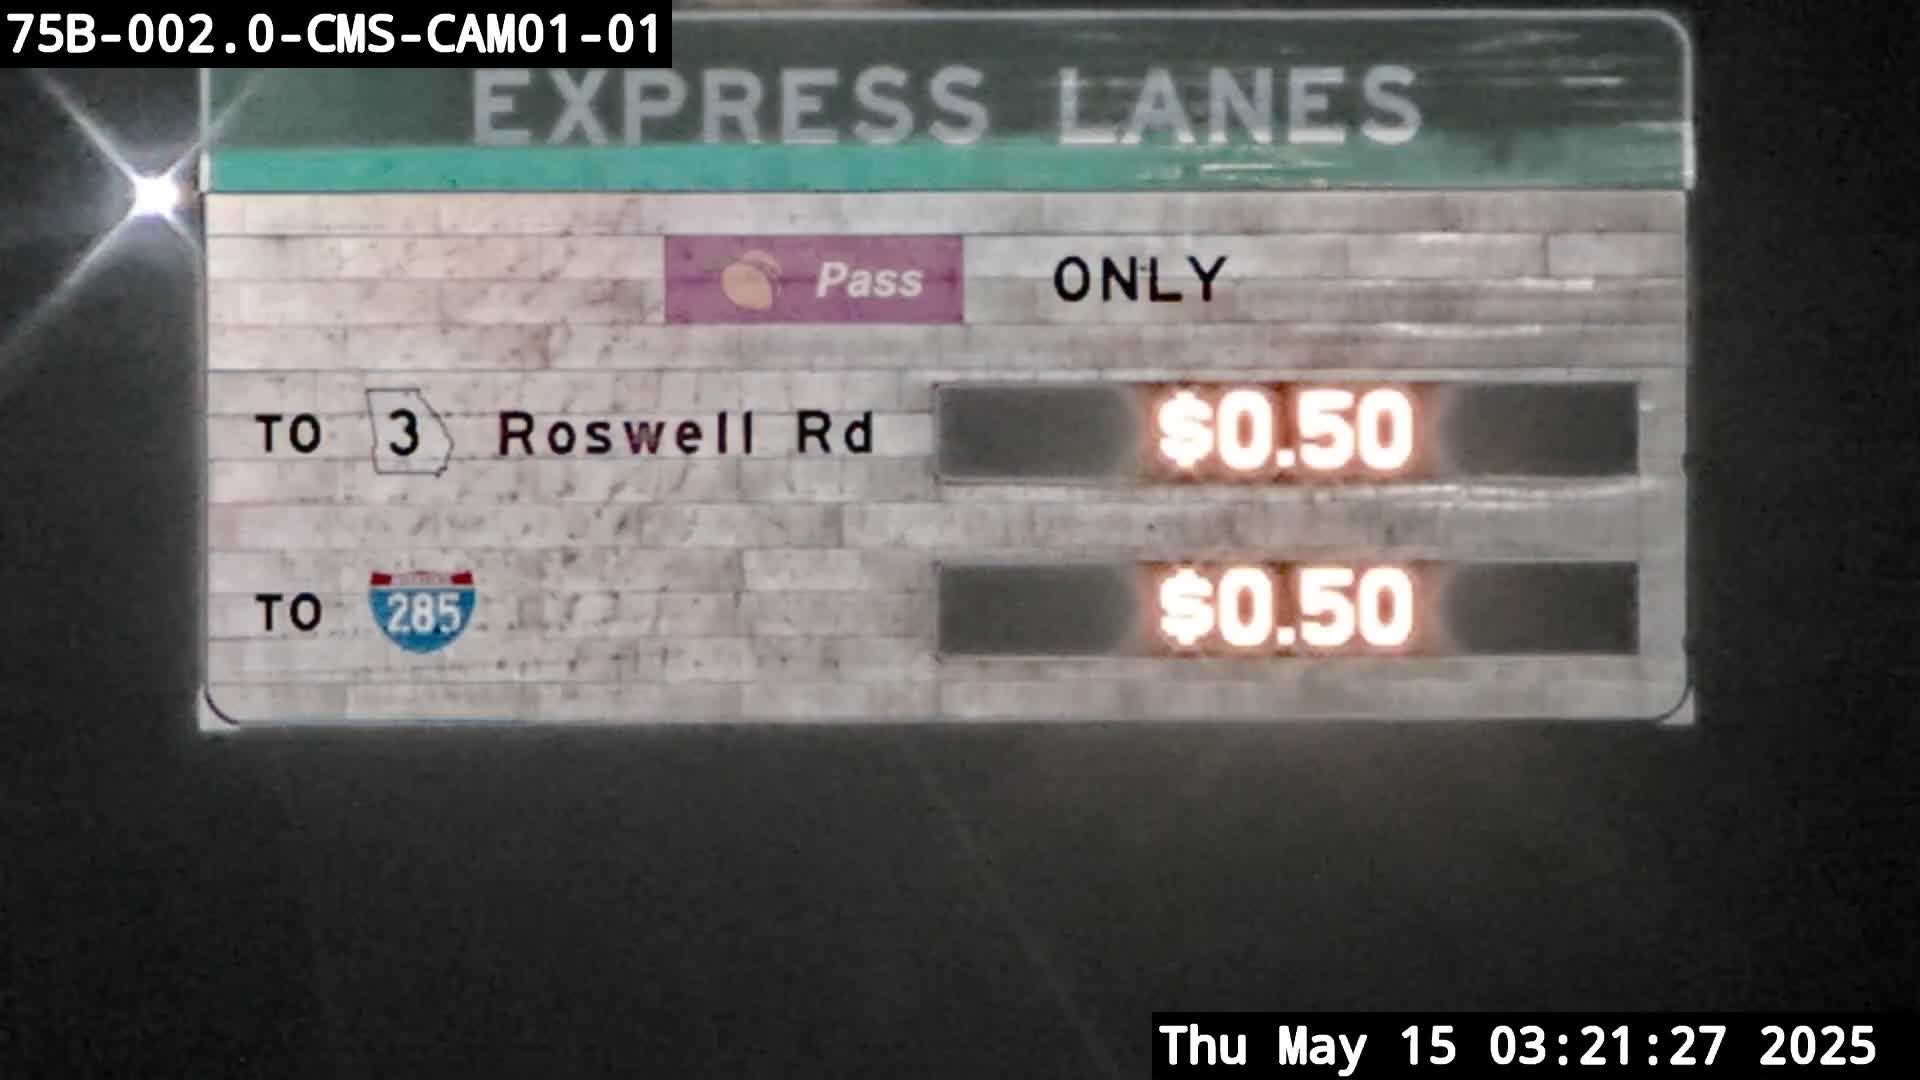 75B-002.0-CMS-CAM01-01
EXPRESS LANES
Pass ONLY
TO 3 Roswell Rd $0.50
TO 285 $0.50
Thu May 15 03:21:27 2025